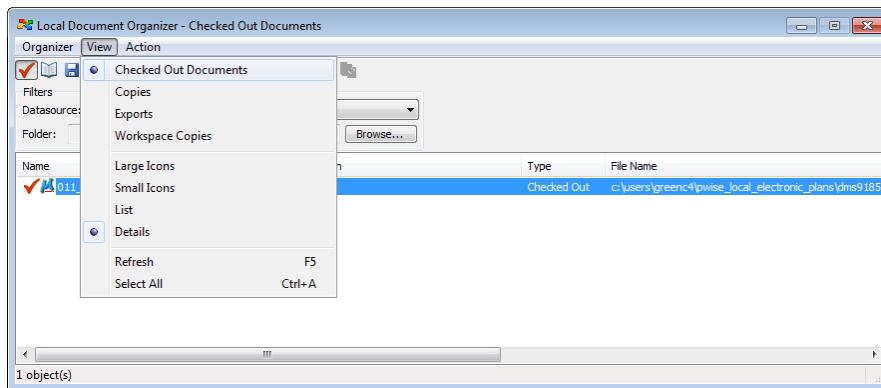 Local Document Organizer - Checked Out Documents
Organizer View Action
Checked Out Documents
Filters
Copies
Datasource:
Exports
Folder:
Workspace Copies
Browse...
Name
Large Icons
Type
File Name
Small Icons
011_
Checked Out
c:\users\greenc4\pwise_local_electronic_plans\dms9185
List
Details
Refresh F5
Select All Ctrl+A
1 object(s)